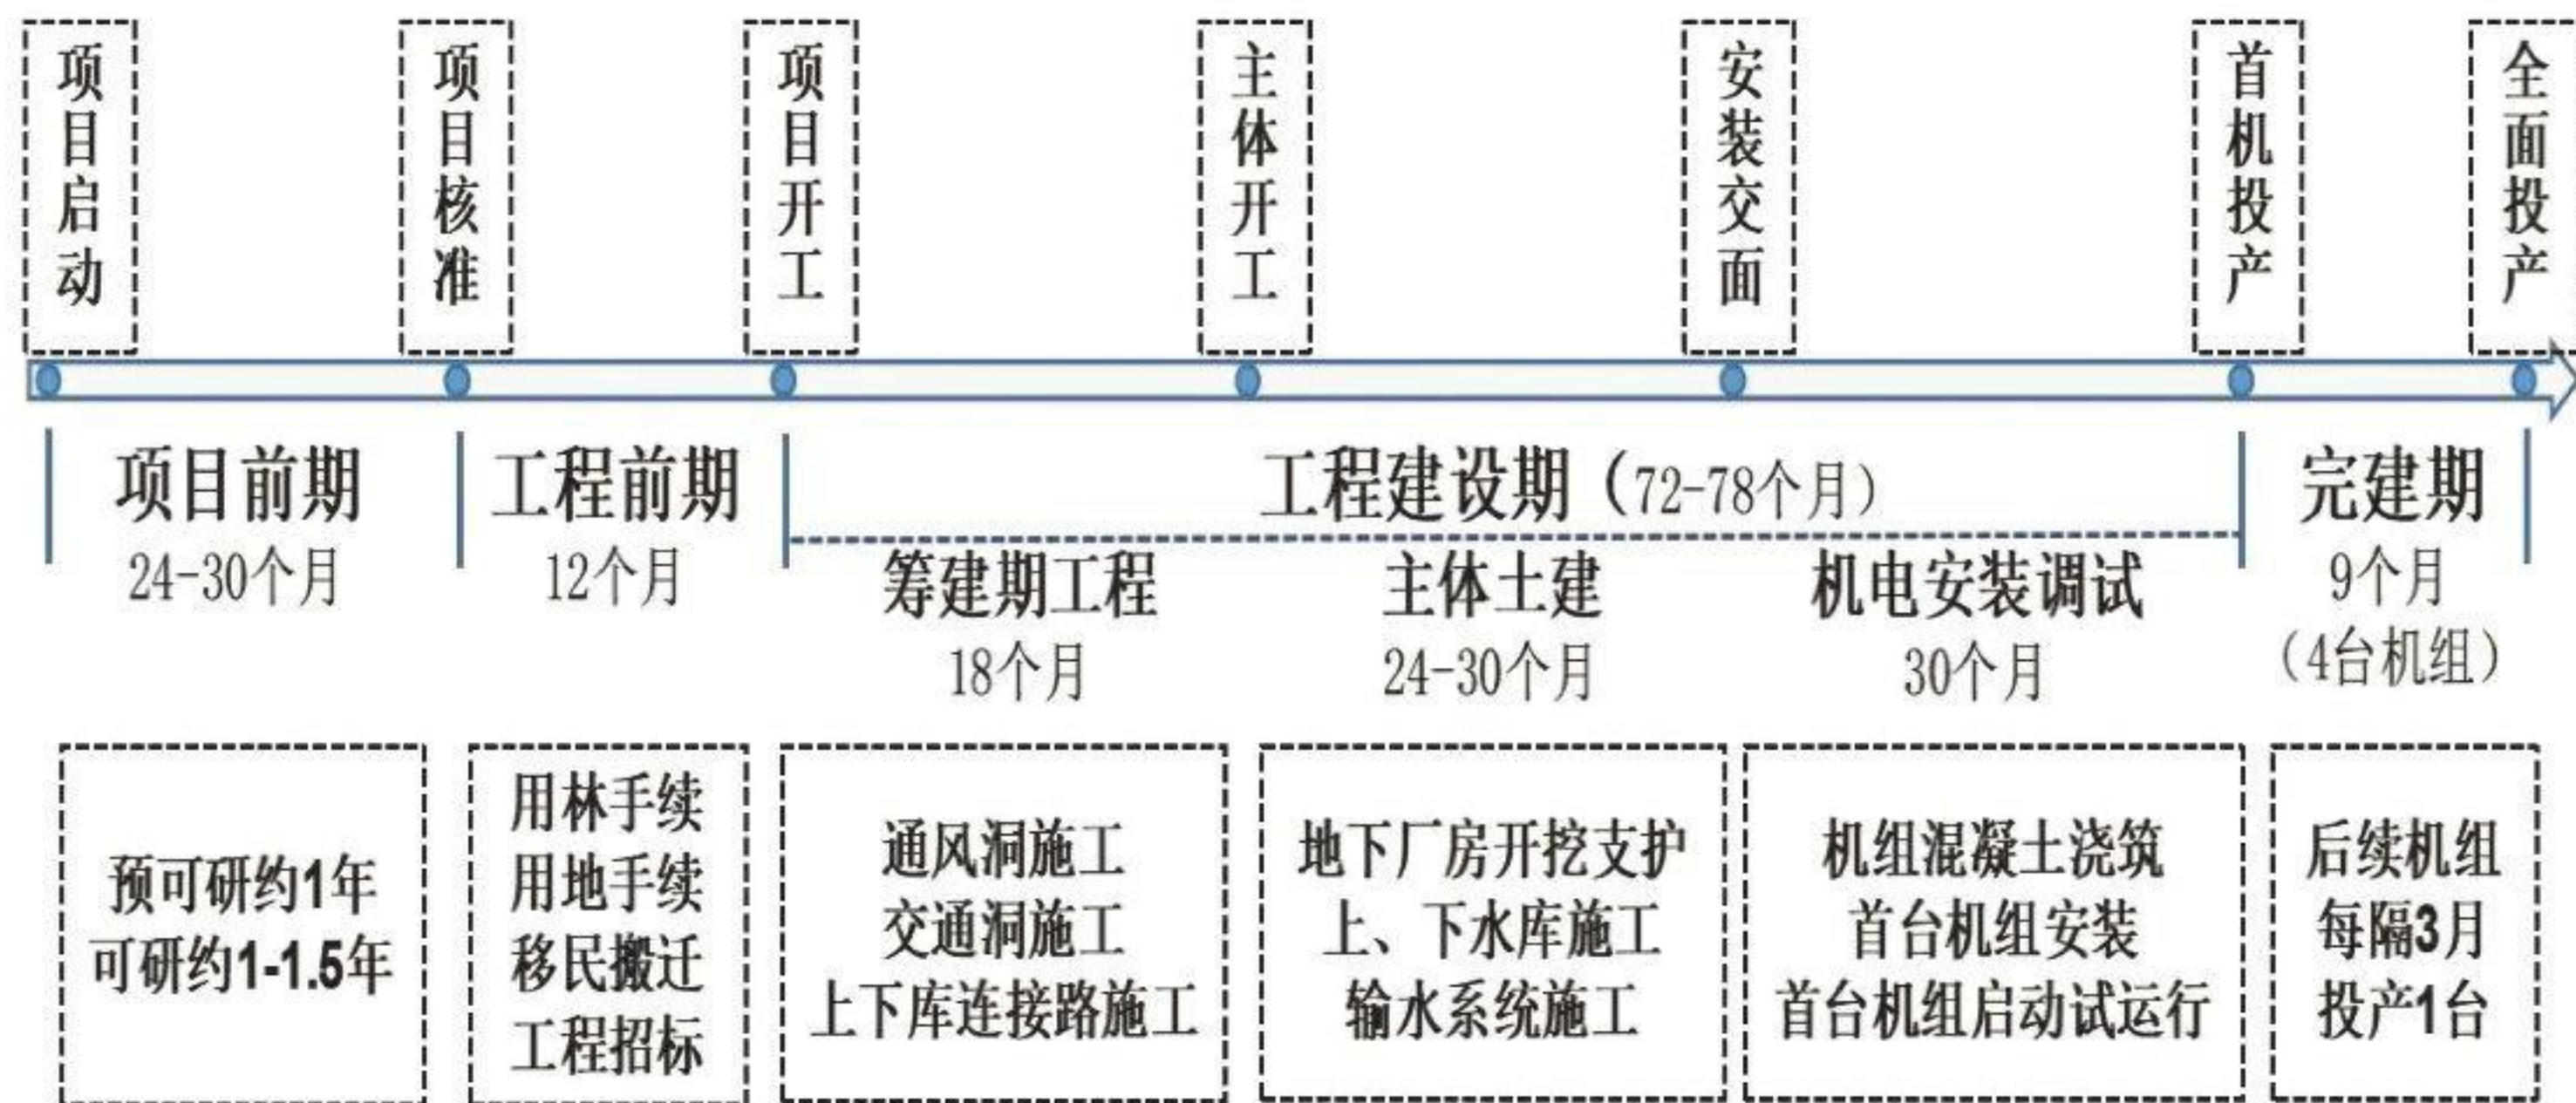 项目启动
项目核准
项目开工
主体开工
安装交面
首机投产
全面投产
项目前期
24-30个月
工程前期
12个月
工程建设期（72-78个月）
筹建期工程
18个月
主体土建
24-30个月
机电安装调试
30个月
完建期
9个月
（4台机组）
预可研约1年
可研约1-1.5年
用林手续
用地手续
移民搬迁
工程招标
通风洞施工
交通洞施工
上下库连接路施工
地下厂房开挖支护
上、下水库施工
输水系统施工
机组混凝土浇筑
首台机组安装
首台机组启动试运行
后续机组
每隔3月
投产1台